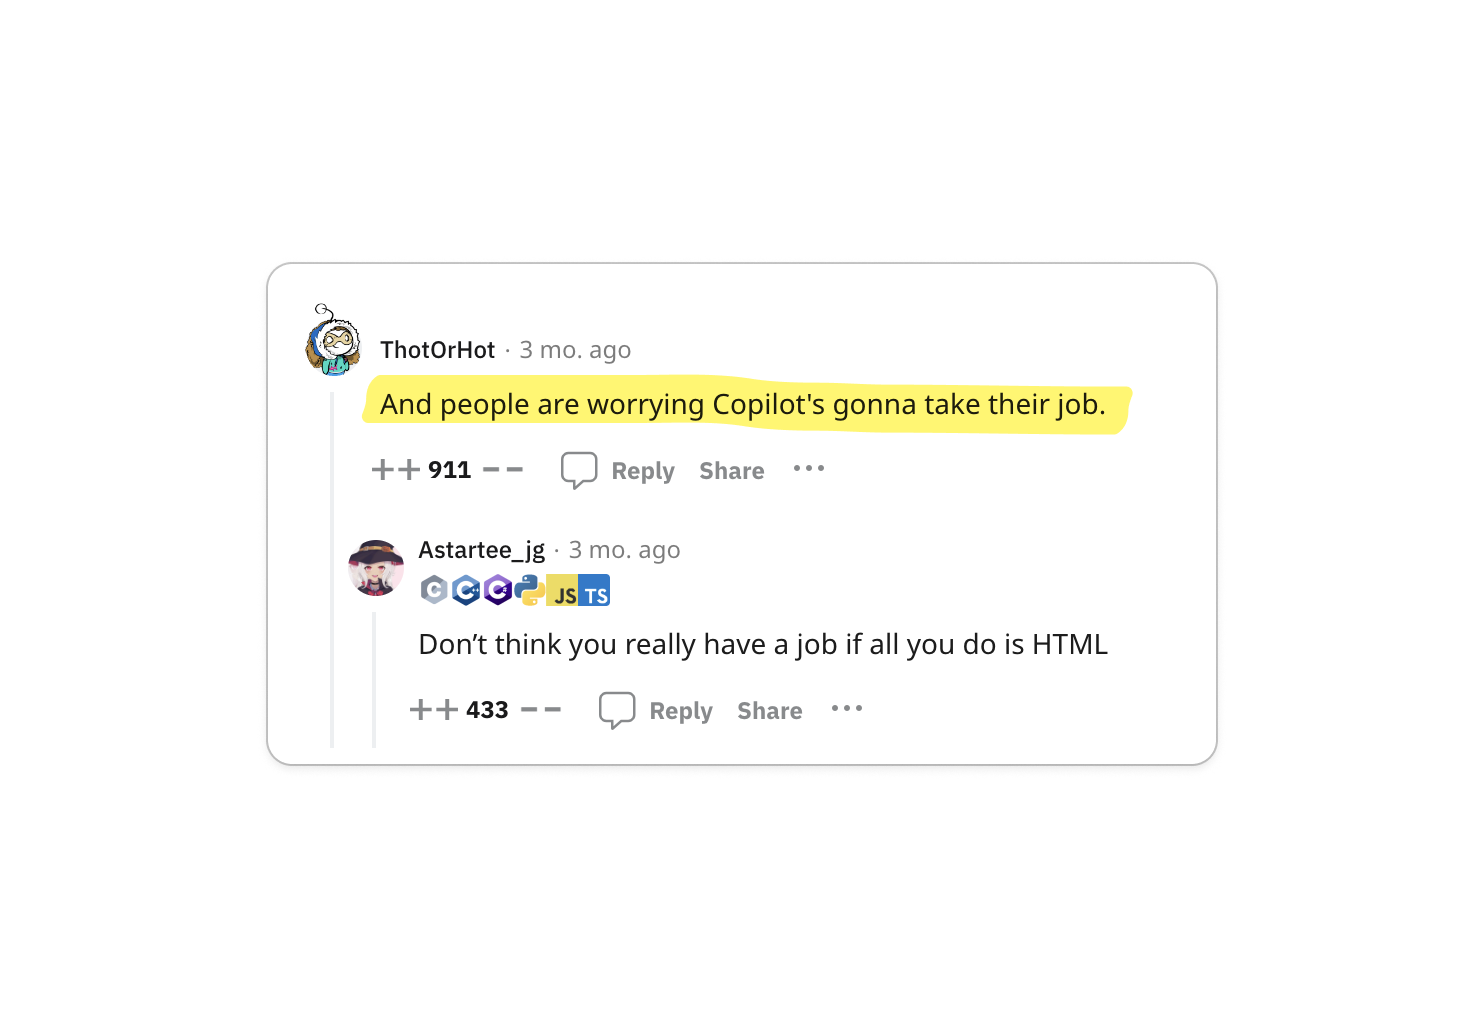 ThotOrHot · 3 mo. ago
And people are worrying Copilot's gonna take their job.
++ 911 -- Reply Share ···
Astartee_jg · 3 mo. ago
C C++ C# JS TS
Don’t think you really have a job if all you do is HTML
++ 433 -- Reply Share ···